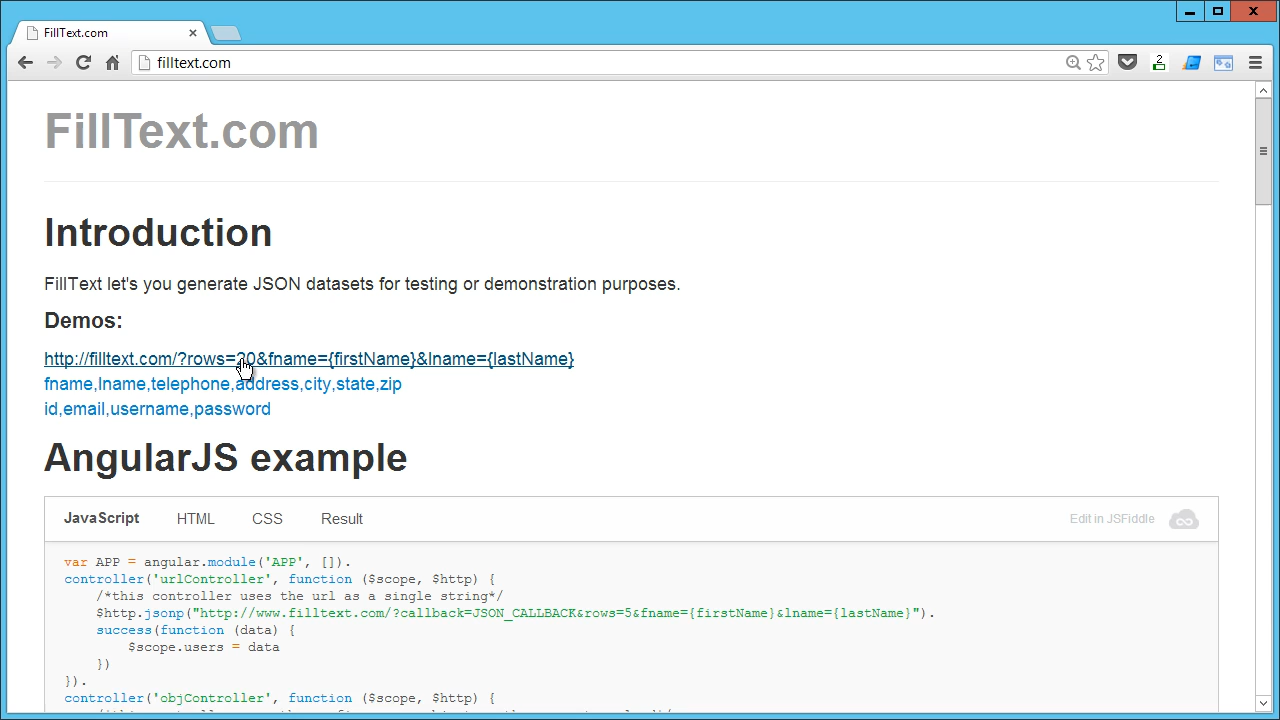 FillText.com
filltext.com
2
FillText.com
Introduction
FillText let's you generate JSON datasets for testing or demonstration purposes.
Demos:
http://filltext.com/?rows=20&fname={firstName}&lname={lastName}
fname,lname,telephone,address,city,state,zip
id,email,username,password
AngularJS example
JavaScript HTML CSS Result Edit in JSFiddle
var APP = angular.module('APP', []).
controller('urlController', function ($scope, $http) {
/*this controller uses the url as a single string*/
$http.jsonp("http://www.filltext.com/?callback=JSON_CALLBACK&rows=5&fname={firstName}&lname={lastName}").
success(function (data) {
$scope.users = data
})
}).
controller('objController', function ($scope, $http) {